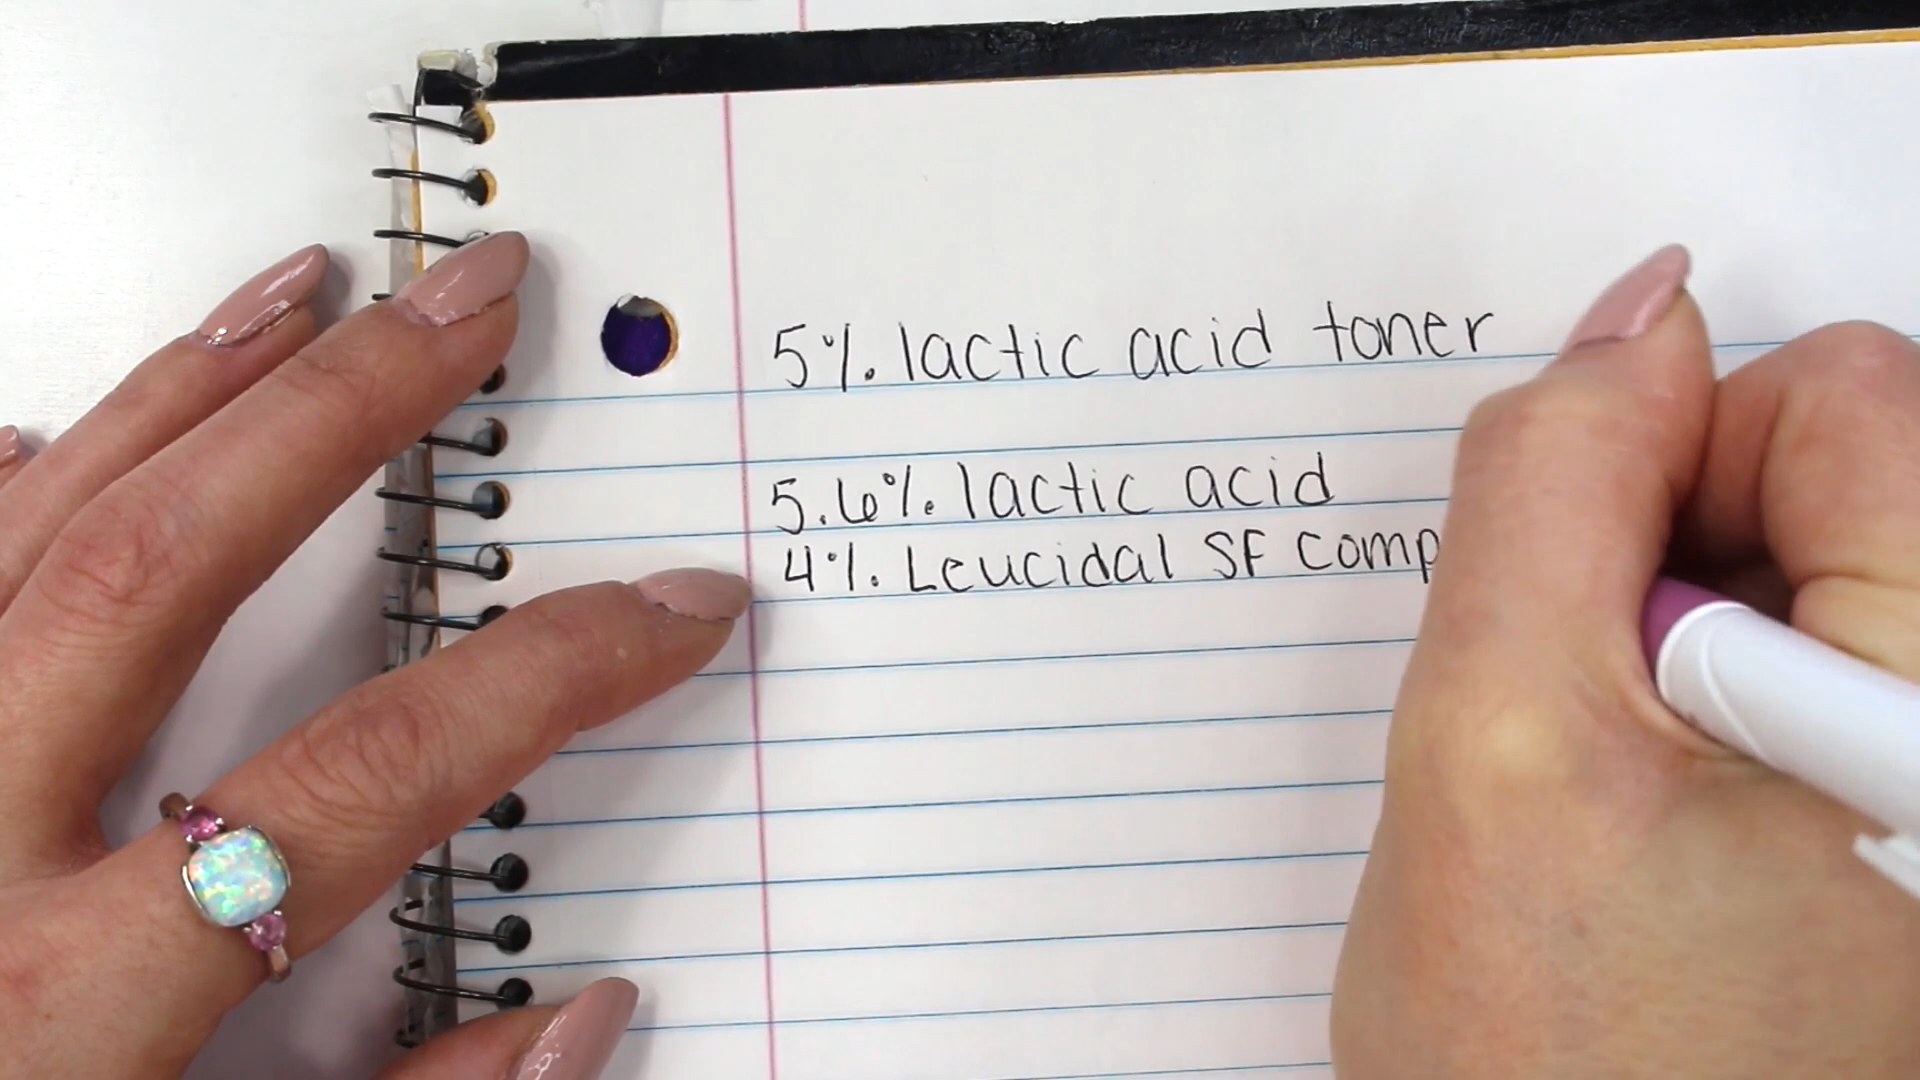 5% lactic acid toner
5.6% lactic acid
4% Leucidal SF Comp